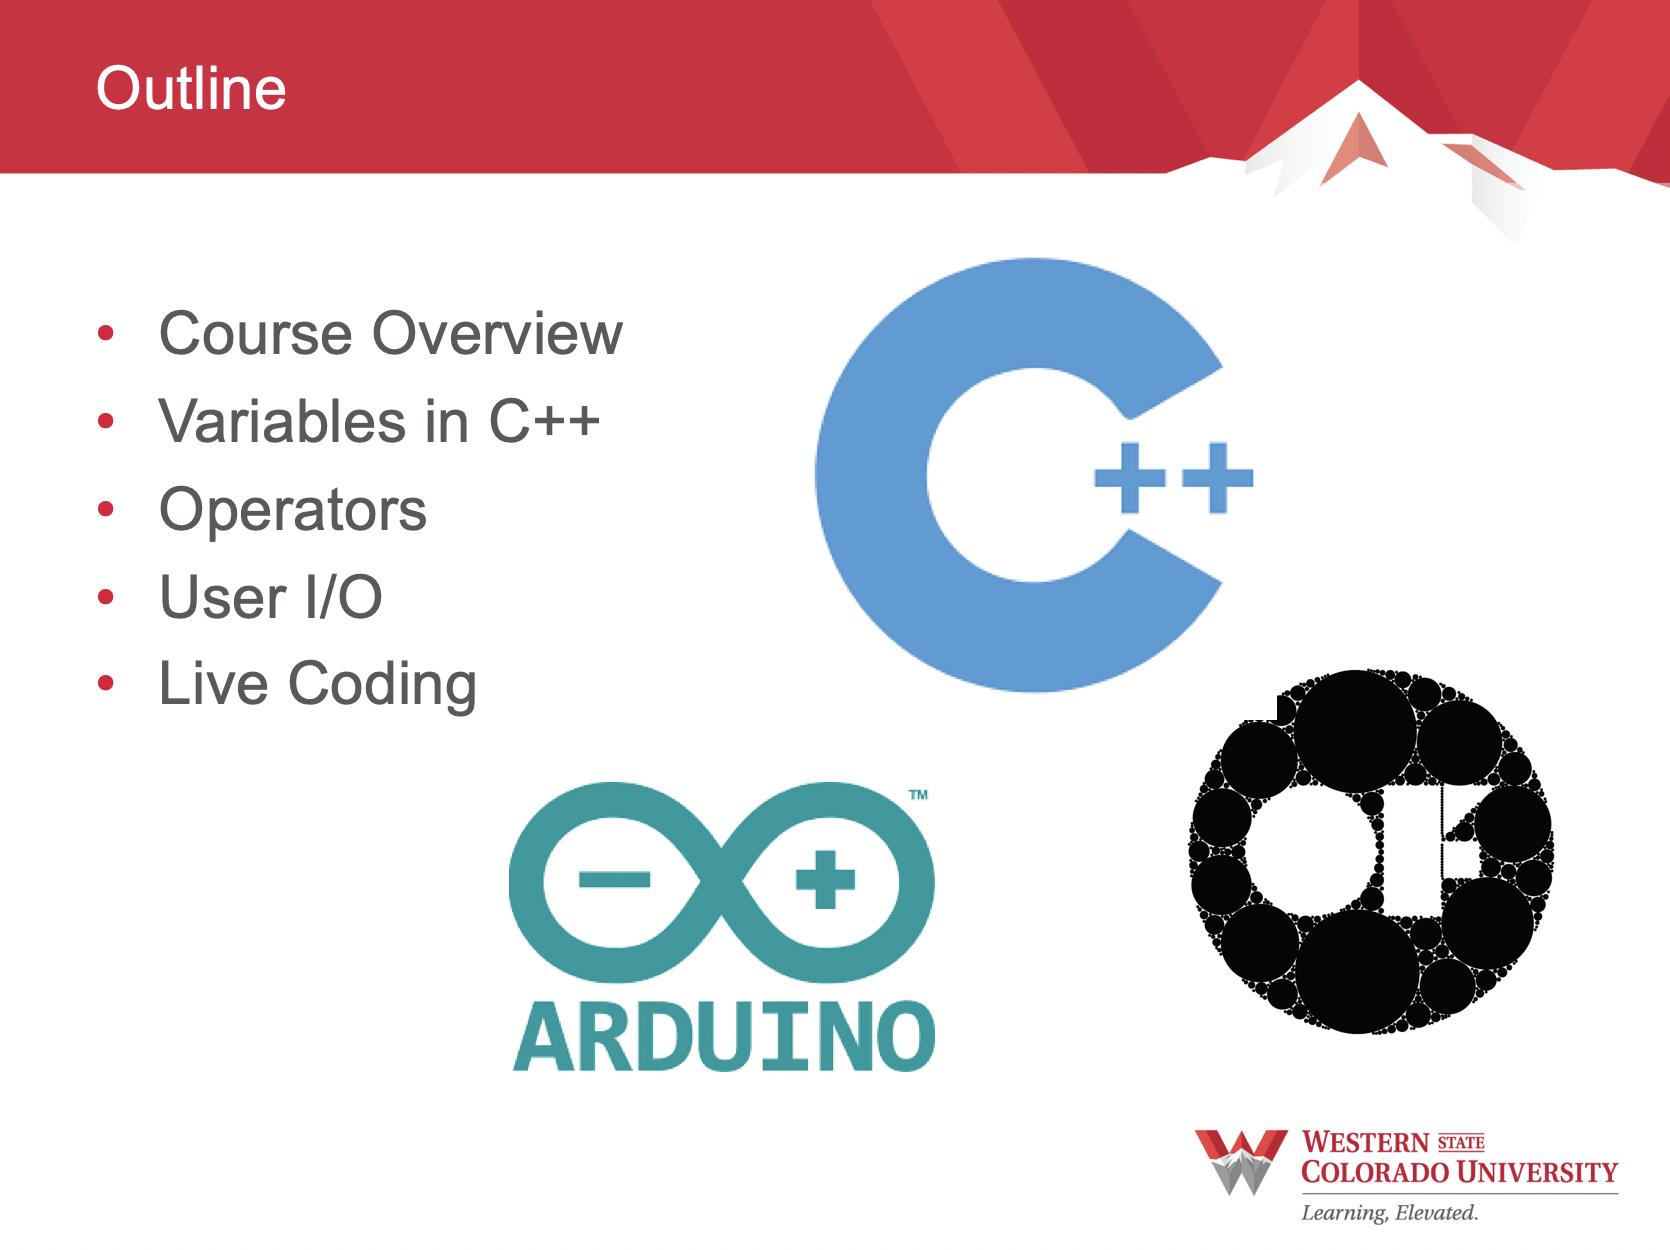 Outline
• Course Overview
• Variables in C++
• Operators
• User I/O
• Live Coding
C++
™
ARDUINO
WESTERN STATE
COLORADO UNIVERSITY
Learning, Elevated.